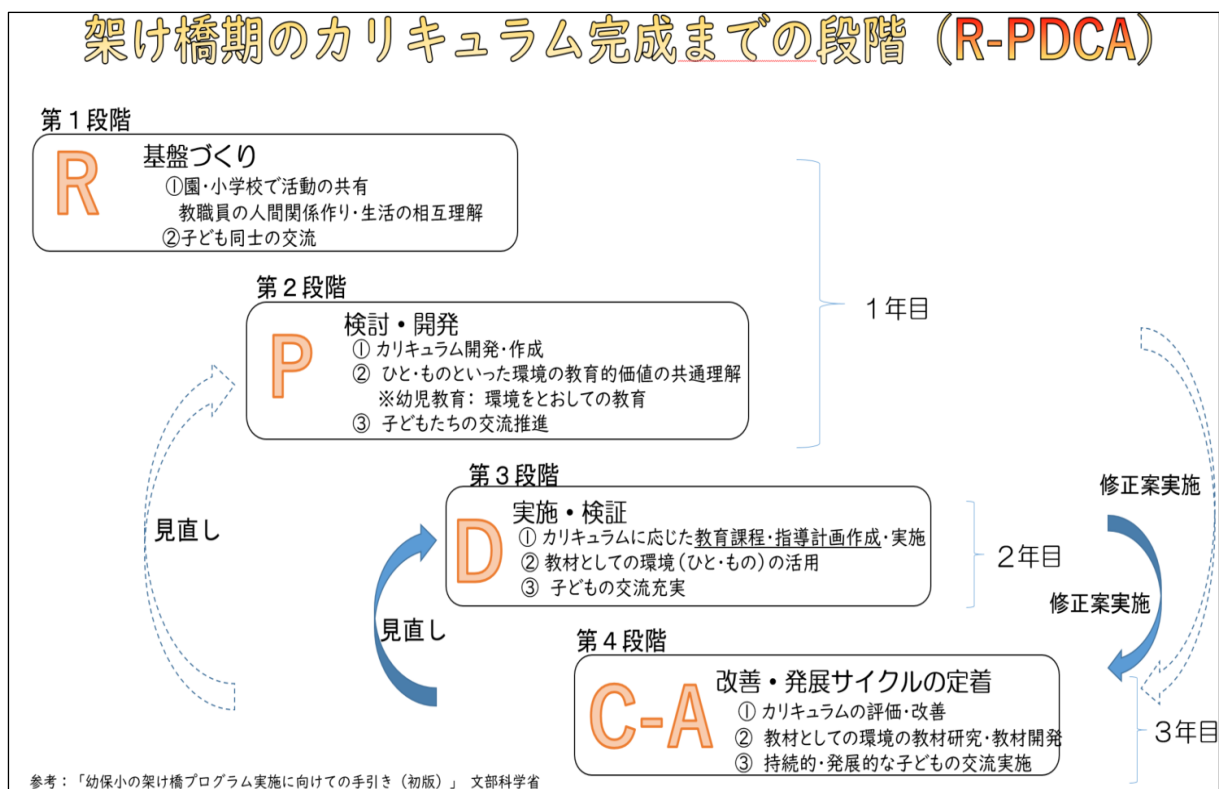 架け橋期のカリキュラム完成までの段階（R-PDCA）
第１段階
R
基盤づくり
①園・小学校で活動の共有
教職員の人間関係作り・生活の相互理解
②子ども同士の交流
第２段階
P
検討・開発
① カリキュラム開発・作成
② ひと・ものといった環境の教育的価値の共通理解
※幼児教育： 環境をとおしての教育
③ 子どもたちの交流推進
１年目
第３段階
D
実施・検証
① カリキュラムに応じた教育課程・指導計画作成・実施
② 教材としての環境（ひと・もの）の活用
③ 子どもの交流充実
２年目
見直し
修正案実施
見直し
修正案実施
第４段階
C-A
改善・発展サイクルの定着
① カリキュラムの評価・改善
② 教材としての環境の教材研究・教材開発
③ 持続的・発展的な子どもの交流実施
３年目
参考：「幼保小の架け橋プログラム実施に向けての手引き（初版）」 文部科学省